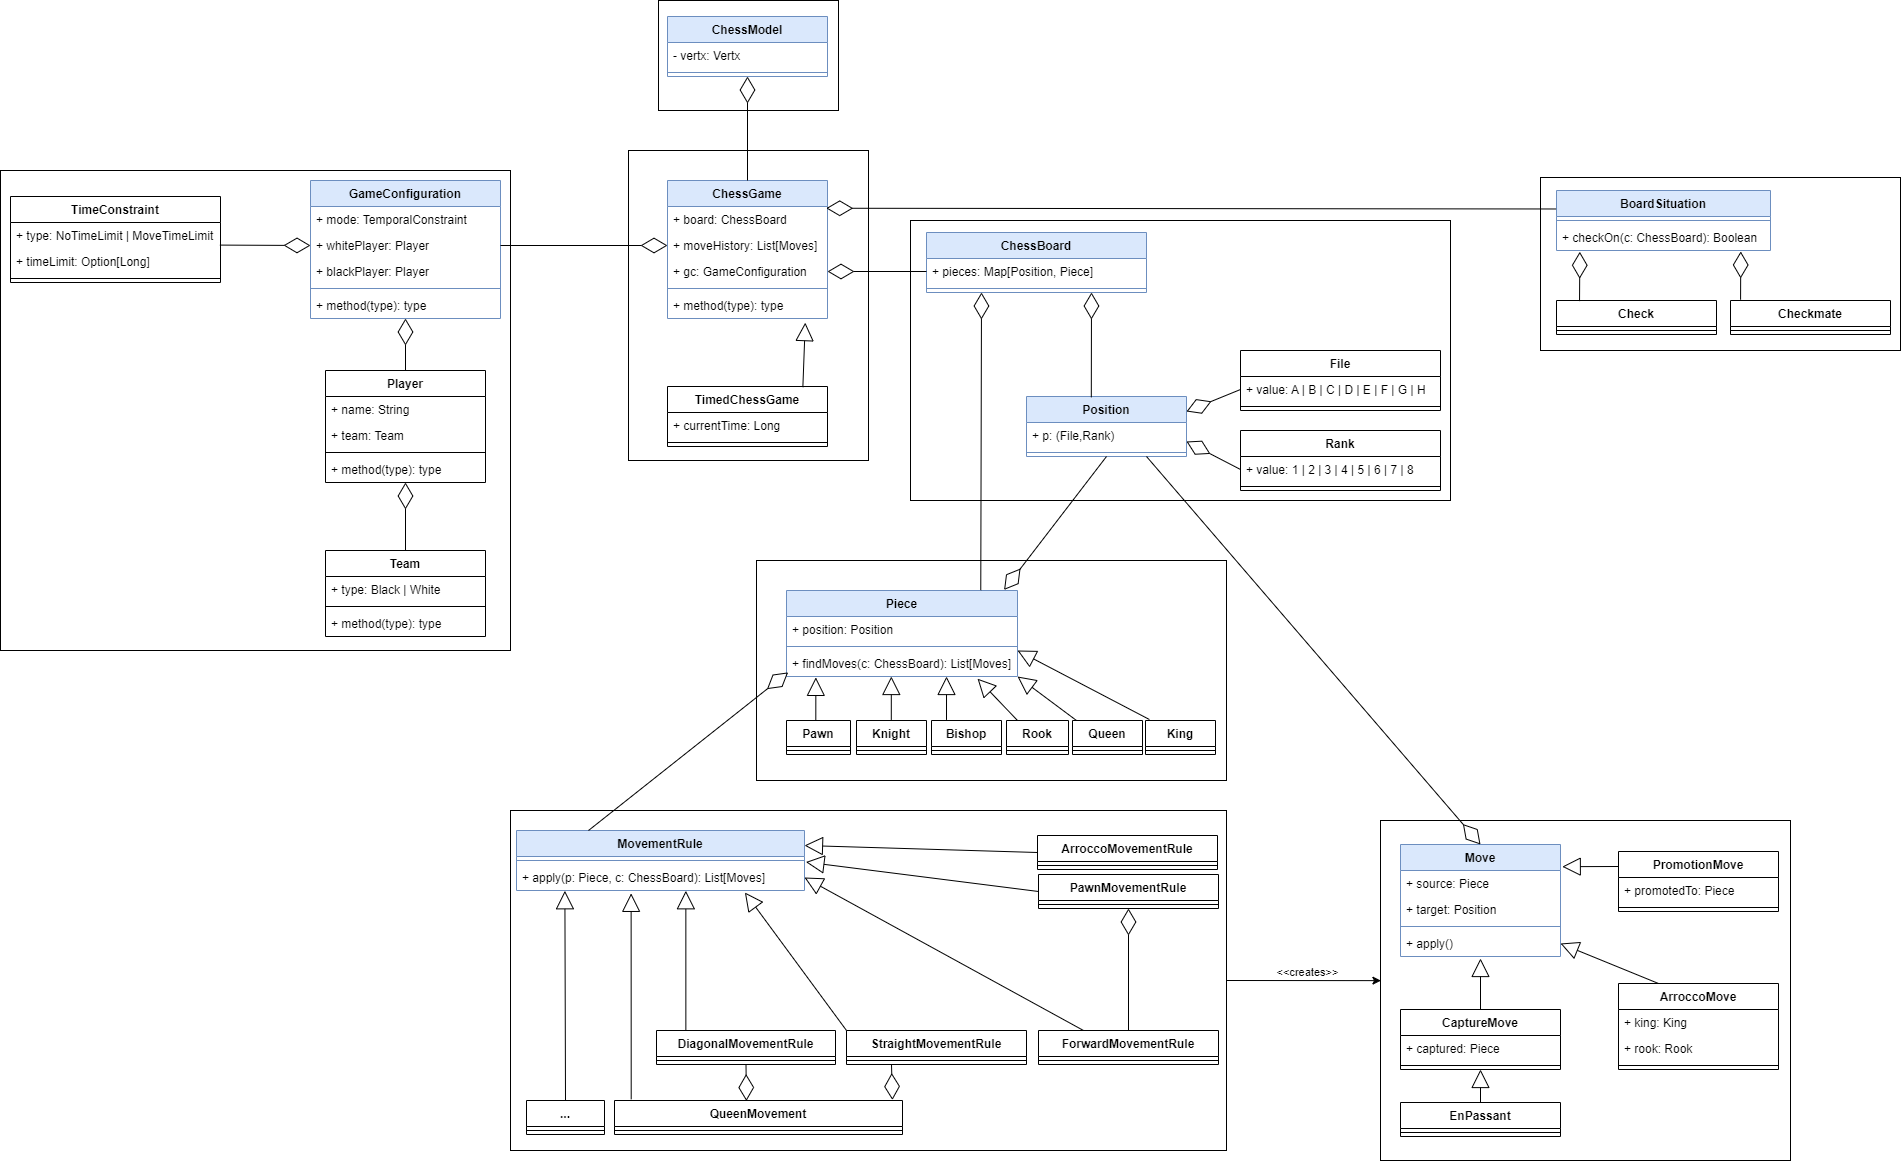 ChessModel
- vertx: Vertx
TimeConstraint
+ type: NoTimeLimit | MoveTimeLimit
+ timeLimit: Option[Long]
GameConfiguration
+ mode: TemporalConstraint
+ whitePlayer: Player
+ blackPlayer: Player
+ method(type): type
Player
+ name: String
+ team: Team
+ method(type): type
Team
+ type: Black | White
+ method(type): type
ChessGame
+ board: ChessBoard
+ moveHistory: List[Moves]
+ gc: GameConfiguration
+ method(type): type
TimedChessGame
+ currentTime: Long
ChessBoard
+ pieces: Map[Position, Piece]
Position
+ p: (File,Rank)
File
+ value: A | B | C | D | E | F | G | H
Rank
+ value: 1 | 2 | 3 | 4 | 5 | 6 | 7 | 8
BoardSituation
+ checkOn(c: ChessBoard): Boolean
Check
Checkmate
Piece
+ position: Position
+ findMoves(c: ChessBoard): List[Moves]
Pawn
Knight
Bishop
Rook
Queen
King
MovementRule
+ apply(p: Piece, c: ChessBoard): List[Moves]
ArroccoMovementRule
PawnMovementRule
DiagonalMovementRule
StraightMovementRule
ForwardMovementRule
...
QueenMovement
<<creates>>
Move
+ source: Piece
+ target: Position
+ apply()
PromotionMove
+ promotedTo: Piece
ArroccoMove
+ king: King
+ rook: Rook
CaptureMove
+ captured: Piece
EnPassant